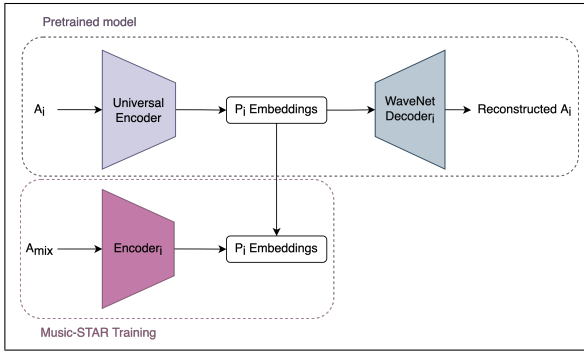 Pretrained model
Ai
Universal
Encoder
Pi Embeddings
WaveNet
Decoderi
Reconstructed Ai
Amix
Encoderi
Pi Embeddings
Music-STAR Training